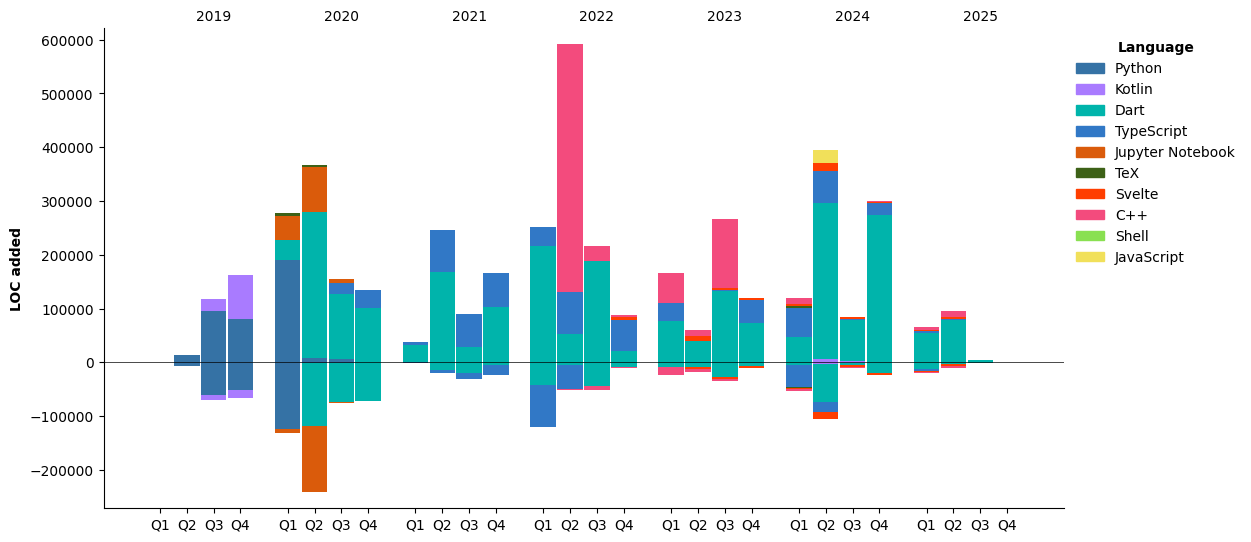 2019 2020 2021 2022 2023 2024 2025
600000
500000
400000
300000
200000
100000
0
−100000
−200000
LOC added
Q1 Q2 Q3 Q4 Q1 Q2 Q3 Q4 Q1 Q2 Q3 Q4 Q1 Q2 Q3 Q4 Q1 Q2 Q3 Q4 Q1 Q2 Q3 Q4 Q1 Q2 Q3 Q4
Language
Python
Kotlin
Dart
TypeScript
Jupyter Notebook
TeX
Svelte
C++
Shell
JavaScript